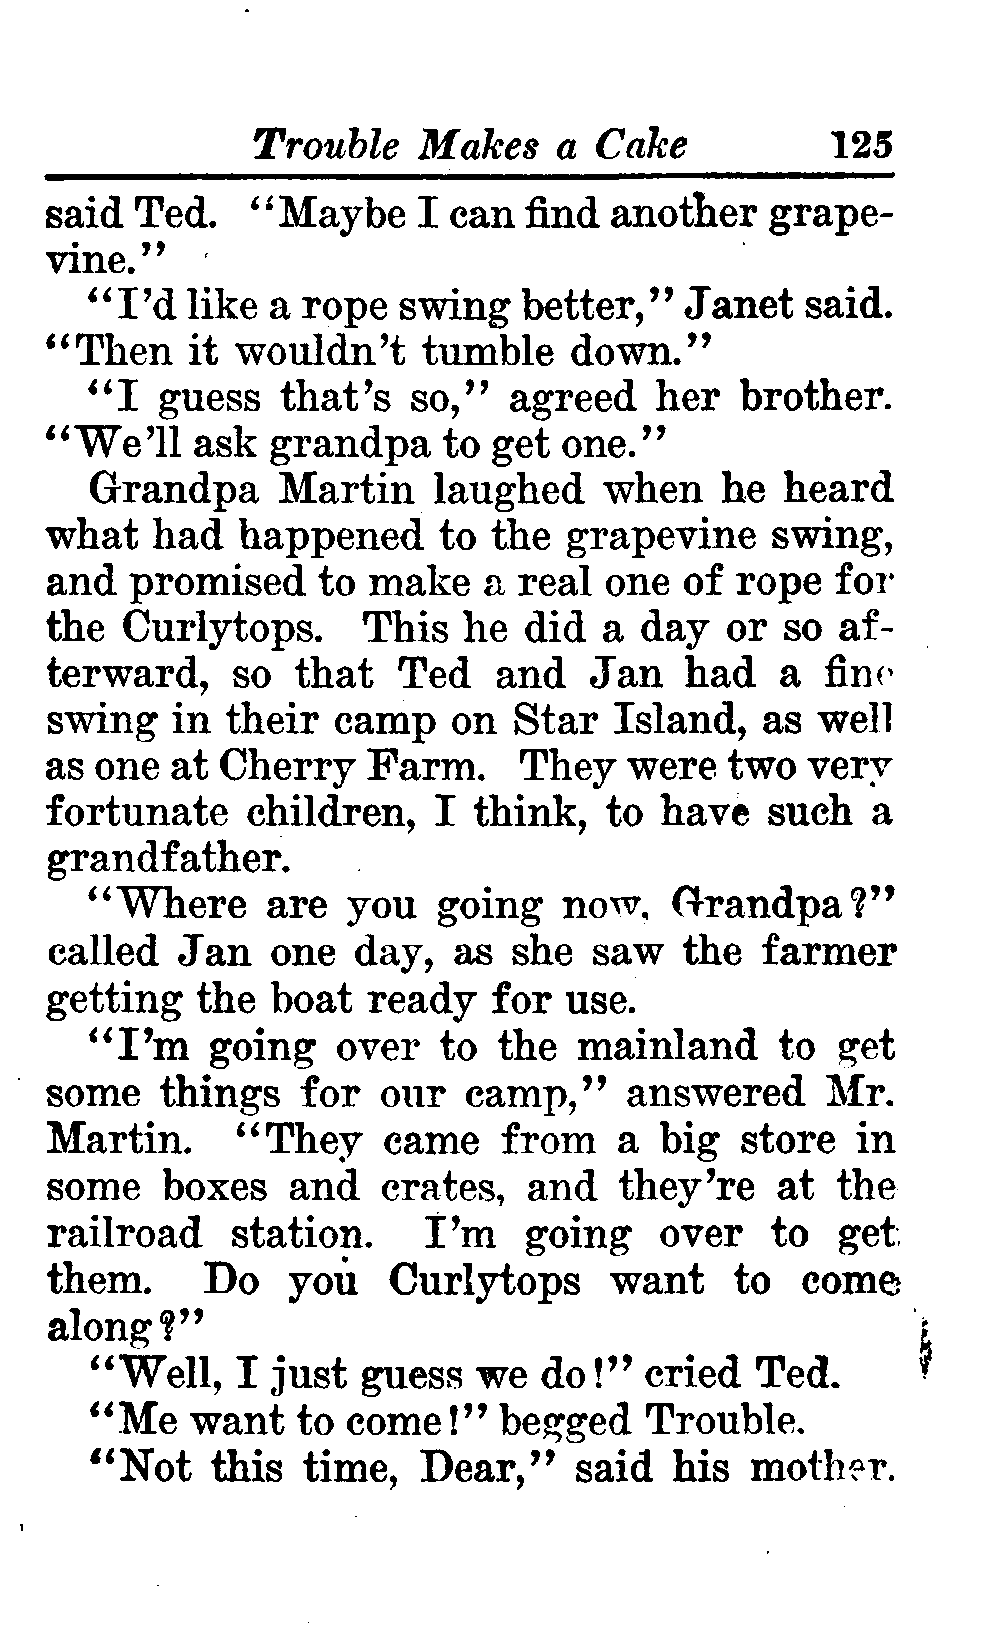 Trouble Makes a Cake 125
said Ted. “Maybe I can find another grape-
vine.”
“I’d like a rope swing better,” Janet said.
“Then it wouldn’t tumble down.”
“I guess that’s so,” agreed her brother.
“We’ll ask grandpa to get one.”
Grandpa Martin laughed when he heard
what had happened to the grapevine swing,
and promised to make a real one of rope for
the Curlytops. This he did a day or so af-
terward, so that Ted and Jan had a fine
swing in their camp on Star Island, as well
as one at Cherry Farm. They were two very
fortunate children, I think, to have such a
grandfather.
“Where are you going now, Grandpa?”
called Jan one day, as she saw the farmer
getting the boat ready for use.
“I’m going over to the mainland to get
some things for our camp,” answered Mr.
Martin. “They came from a big store in
some boxes and crates, and they’re at the
railroad station. I’m going over to get
them. Do you Curlytops want to come
along?”
“Well, I just guess we do!” cried Ted.
“Me want to come!” begged Trouble.
“Not this time, Dear,” said his mother.